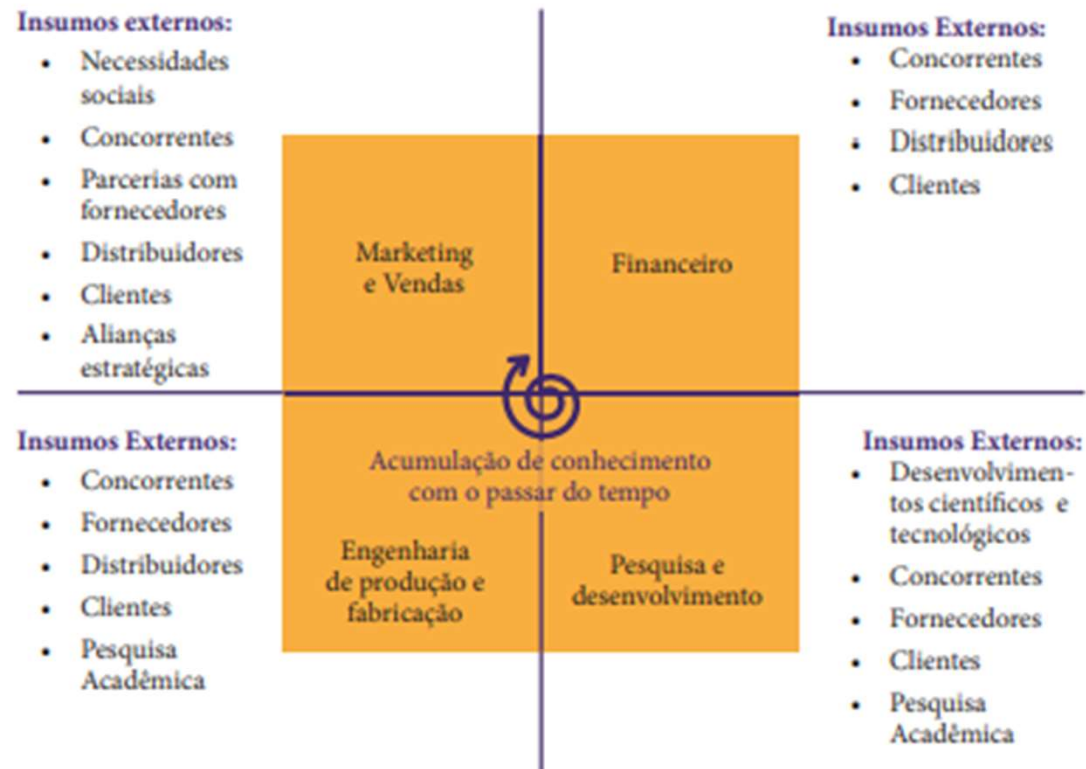 Insumos externos:
• Necessidades
sociais
• Concorrentes
• Parcerias com
fornecedores
• Distribuidores
• Clientes
• Alianças
estratégicas
Insumos Externos:
• Concorrentes
• Fornecedores
• Distribuidores
• Clientes
Marketing
e Vendas
Financeiro
Acumulação de conhecimento
com o passar do tempo
Engenharia
de produção e
fabricação
Pesquisa e
desenvolvimento
Insumos Externos:
• Concorrentes
• Fornecedores
• Distribuidores
• Clientes
• Pesquisa
Acadêmica
Insumos Externos:
• Desenvolvimen-
tos científicos e
tecnológicos
• Concorrentes
• Fornecedores
• Clientes
• Pesquisa
Acadêmica